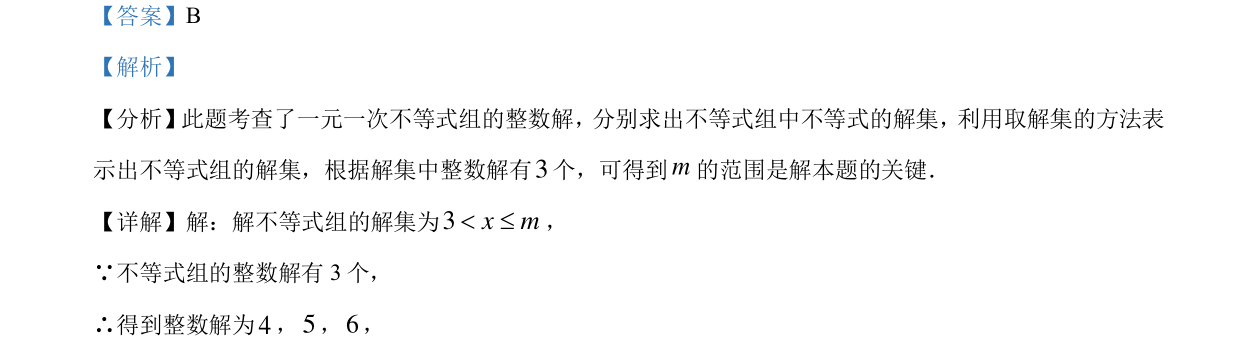 【答案】B
【解析】
【分析】此题考查了一元一次不等式组的整数解，分别求出不等式组中不等式的解集，利用取解集的方法表
示出不等式组的解集，根据解集中整数解有3个，可得到m的范围是解本题的关键．
【详解】解：解不等式组的解集为3<x≤m，
∵不等式组的整数解有 3 个，
∴得到整数解为4，5，6，